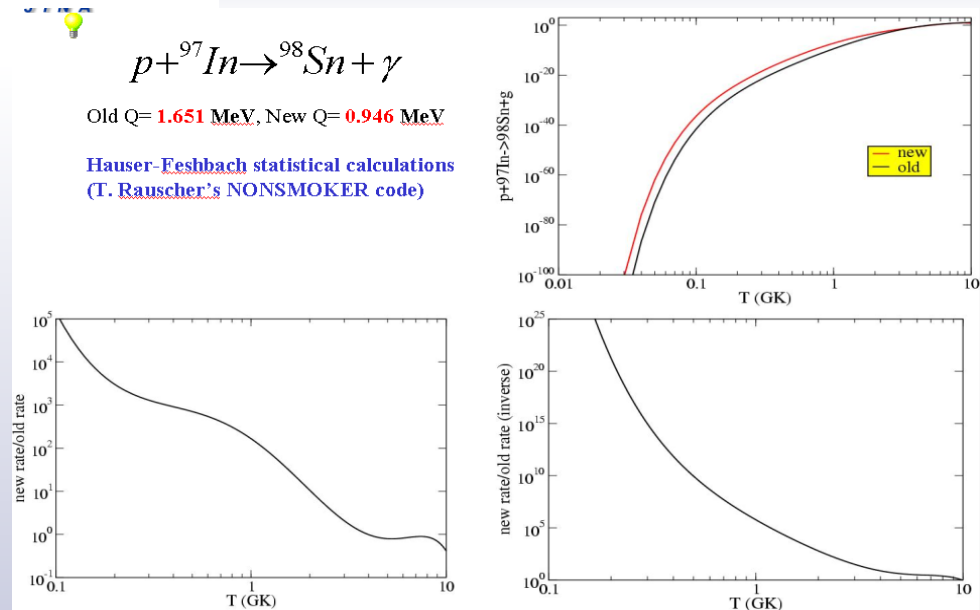 p+⁹⁷In→⁹⁸Sn+γ
Old Q= 1.651 MeV, New Q= 0.946 MeV
Hauser-Feshbach statistical calculations
(T. Rauscher's NONSMOKER code)
p+97In->98Sn+g
10⁰
10⁻²⁰
10⁻⁴⁰
10⁻⁶⁰
10⁻⁸⁰
10⁻¹⁰⁰
new
old
0.01 0.1 1 10
T (GK)
new rate/old rate
10⁵
10⁴
10³
10²
10¹
10⁰
10⁻¹
0.1 1 10
T (GK)
new rate/old rate (inverse)
10²⁵
10²⁰
10¹⁵
10¹⁰
10⁵
10⁰
0.1 1 10
T (GK)